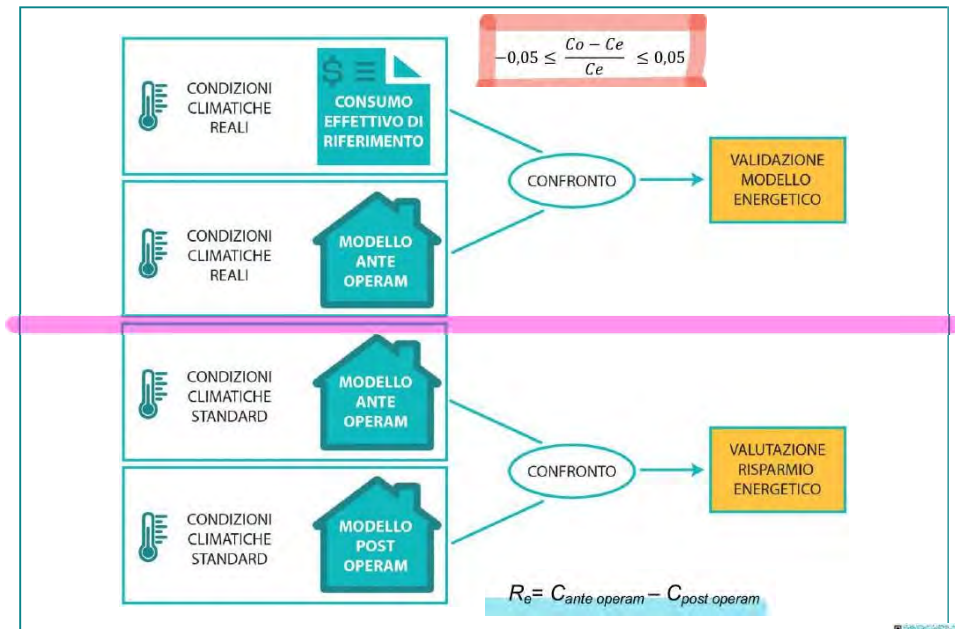 CONDIZIONI
CLIMATICHE
REALI
$
CONSUMO
EFFETTIVO DI
RIFERIMENTO
−0,05 ≤ (Co − Ce) / Ce ≤ 0,05
CONDIZIONI
CLIMATICHE
REALI
MODELLO
ANTE
OPERAM
CONFRONTO
VALIDAZIONE
MODELLO
ENERGETICO
CONDIZIONI
CLIMATICHE
STANDARD
MODELLO
ANTE
OPERAM
CONDIZIONI
CLIMATICHE
STANDARD
MODELLO
POST
OPERAM
CONFRONTO
VALUTAZIONE
RISPARMIO
ENERGETICO
Re= Cante operam – Cpost operam